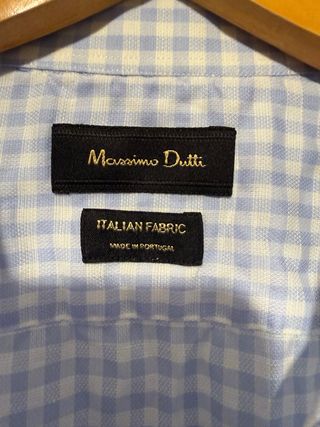 Massimo Dutti
ITALIAN FABRIC
MADE IN PORTUGAL